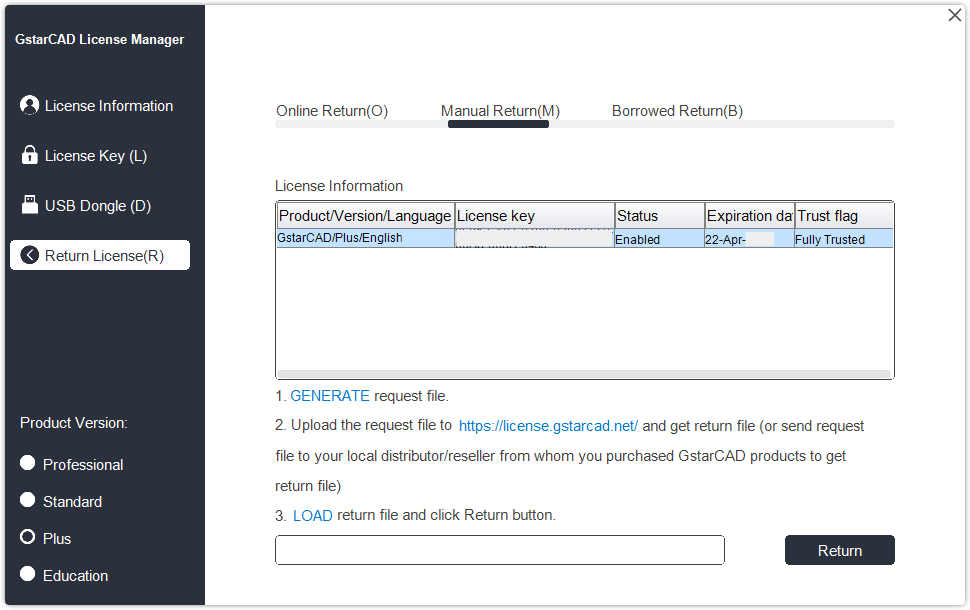 GstarCAD License Manager
License Information
License Key (L)
USB Dongle (D)
Return License(R)
Product Version:
Professional
Standard
Plus
Education
Online Return(O) Manual Return(M) Borrowed Return(B)
License Information
Product/Version/Language License key Status Expiration da Trust flag
GstarCAD/Plus/English Enabled 22-Apr- Fully Trusted
1. GENERATE request file.
2. Upload the request file to https://license.gstarcad.net/ and get return file (or send request
file to your local distributor/reseller from whom you purchased GstarCAD products to get
return file)
3. LOAD return file and click Return button.
Return